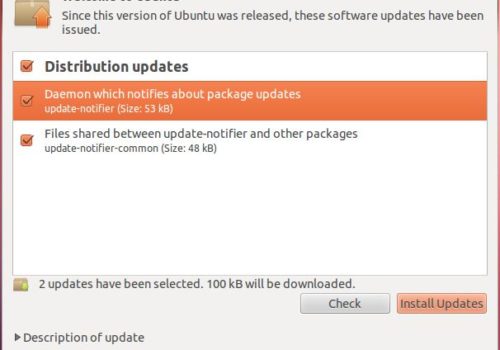 Since this version of Ubuntu was released, these software updates have been
issued.
Distribution updates
Daemon which notifies about package updates
update-notifier (Size: 53 kB)
Files shared between update-notifier and other packages
update-notifier-common (Size: 48 kB)
2 updates have been selected. 100 kB will be downloaded.
Check
Install Updates
Description of update